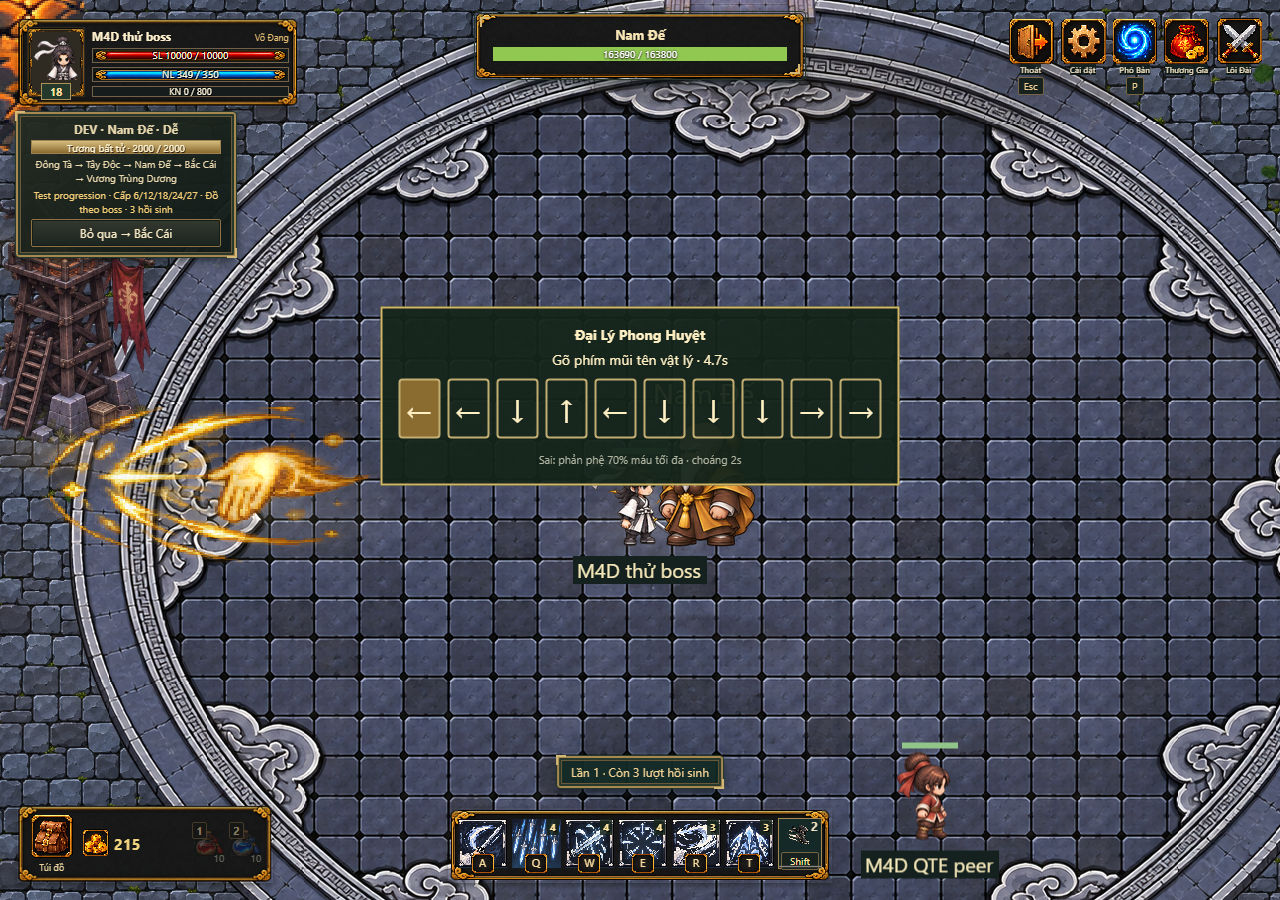 M4D thử boss
Võ Đang
SL 10000 / 10000
NL 349 / 350
KN 0 / 800
18
Nam Đế
163690 / 163800
Thoát
Cài đặt
Phó Bản
Thương Gia
Lôi Đài
Esc
P
DEV · Nam Đế · Dễ
Tượng bất tử · 2000 / 2000
Đông Tà → Tây Độc → Nam Đế → Bắc Cái
→ Vương Trùng Dương
Test progression · Cấp 6/12/18/24/27 · Đồ
theo boss · 3 hồi sinh
Bỏ qua → Bắc Cái
Đại Lý Phong Huyệt
Gõ phím mũi tên vật lý · 4.7s
← ← ↓ ↑ ← ↓ ↓ ↓ → →
Nam Đế
Sai: phản phệ 70% máu tối đa · choáng 2s
M4D thử boss
Lần 1 · Còn 3 lượt hồi sinh
Túi đồ
215
1
10
2
10
4
4
4
3
3
2
A
Q
W
E
R
T
Shift
M4D QTE peer